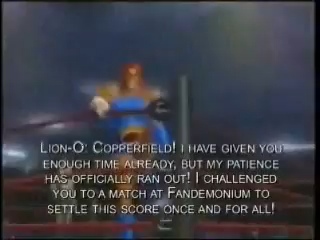 Lion-O: Copperfield! I have given you
enough time already, but my patience
has officially ran out! I challenged
you to a match at Fandemonium to
settle this score once and for all!